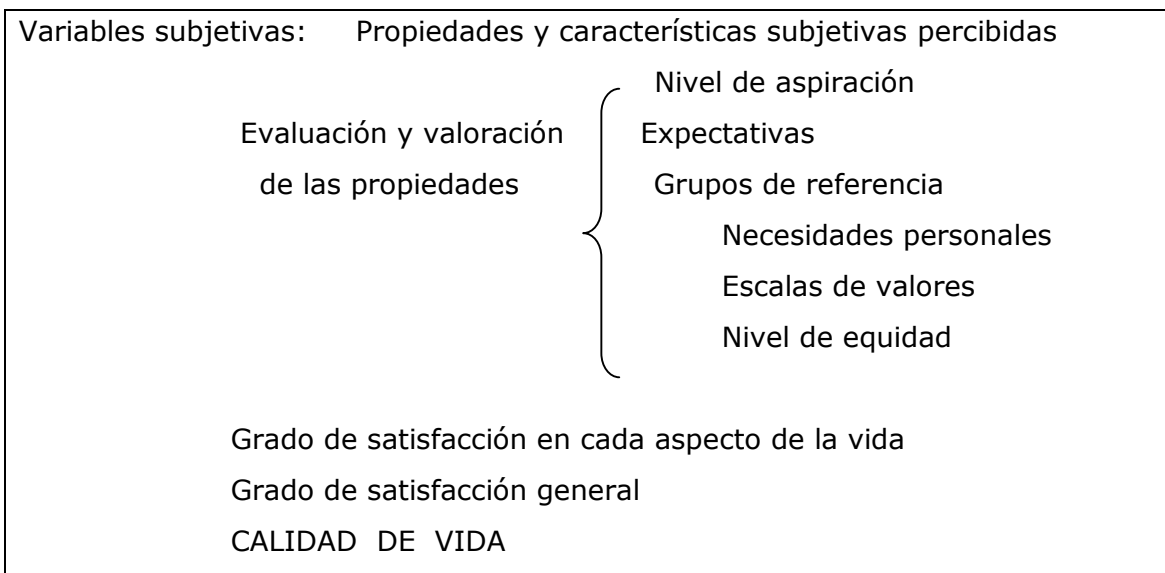 Variables subjetivas: Propiedades y características subjetivas percibidas
Nivel de aspiración
Evaluación y valoración Expectativas
de las propiedades Grupos de referencia
Necesidades personales
Escalas de valores
Nivel de equidad
Grado de satisfacción en cada aspecto de la vida
Grado de satisfacción general
CALIDAD DE VIDA